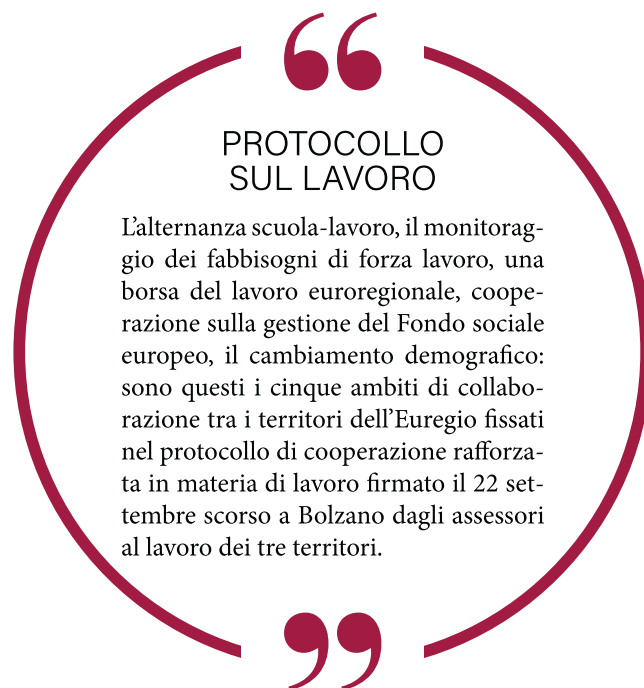 “
PROTOCOLLO
SUL LAVORO
L’alternanza scuola-lavoro, il monitorag-
gio dei fabbisogni di forza lavoro, una
borsa del lavoro euroregionale, coope-
razione sulla gestione del Fondo sociale
europeo, il cambiamento demografico:
sono questi i cinque ambiti di collabo-
razione tra i territori dell’Euregio fissati
nel protocollo di cooperazione rafforza-
ta in materia di lavoro firmato il 22 set-
tembre scorso a Bolzano dagli assessori
al lavoro dei tre territori.
”